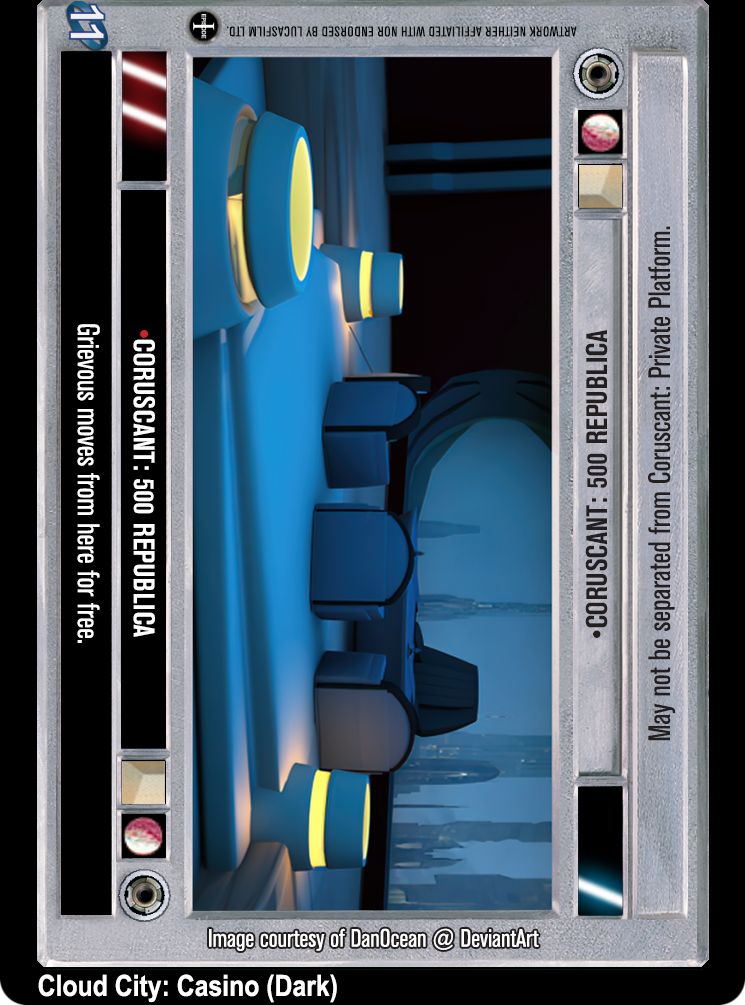 11
EPISODE
I
ARTWORK NEITHER AFFILIATED WITH NOR ENDORSED BY LUCASFILM LTD.
Grievous moves from here for free.
•CORUSCANT: 500 REPUBLICA
•CORUSCANT: 500 REPUBLICA
May not be separated from Coruscant: Private Platform.
Image courtesy of DanOcean @ DeviantArt
Cloud City: Casino (Dark)